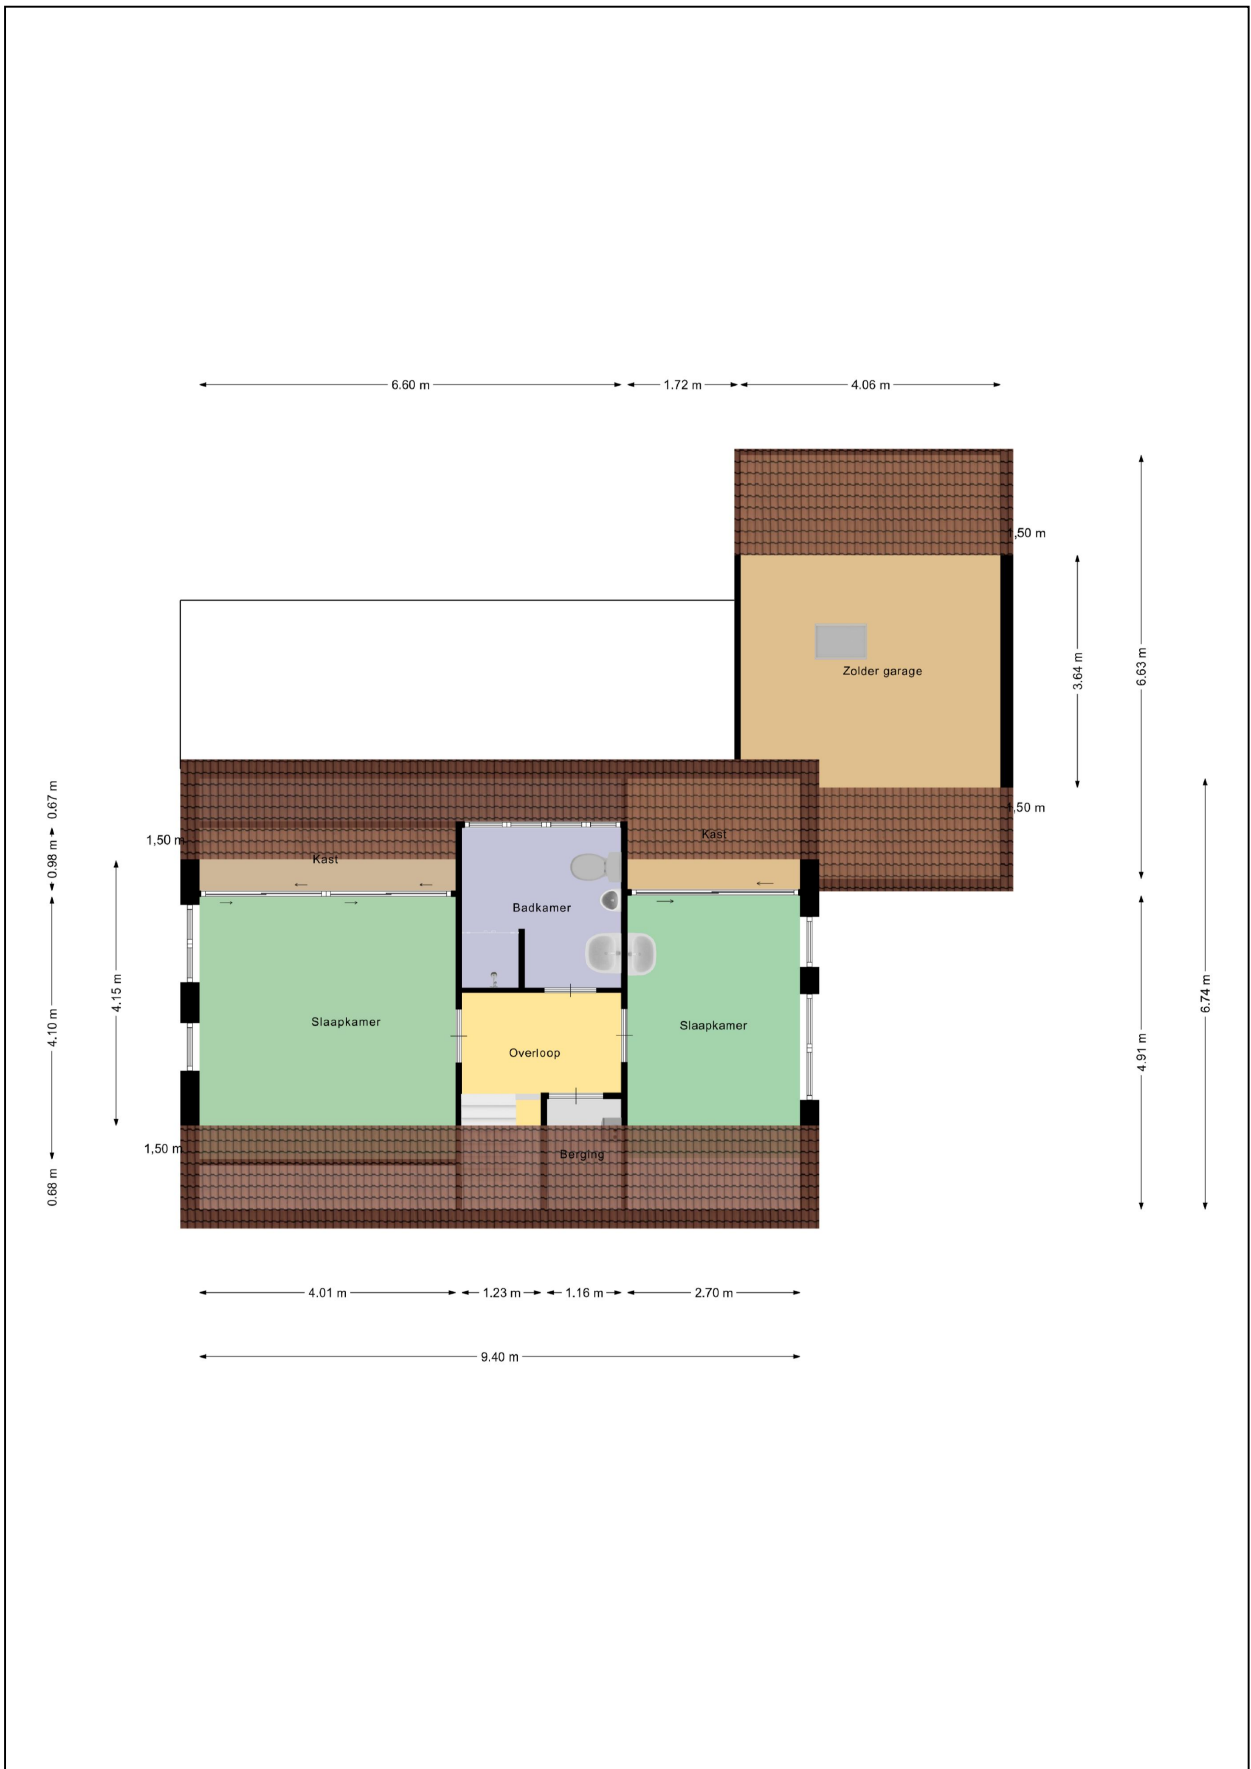 6.60 m
1.72 m
4.06 m
1,50 m
3.64 m
6.63 m
Zolder garage
0.67 m
0.98 m
1,50 m
1,50 m
Kast
Kast
Badkamer
4.15 m
4.10 m
Slaapkamer
Slaapkamer
Overloop
4.91 m
6.74 m
1,50 m
Berging
0.68 m
4.01 m
1.23 m
1.16 m
2.70 m
9.40 m